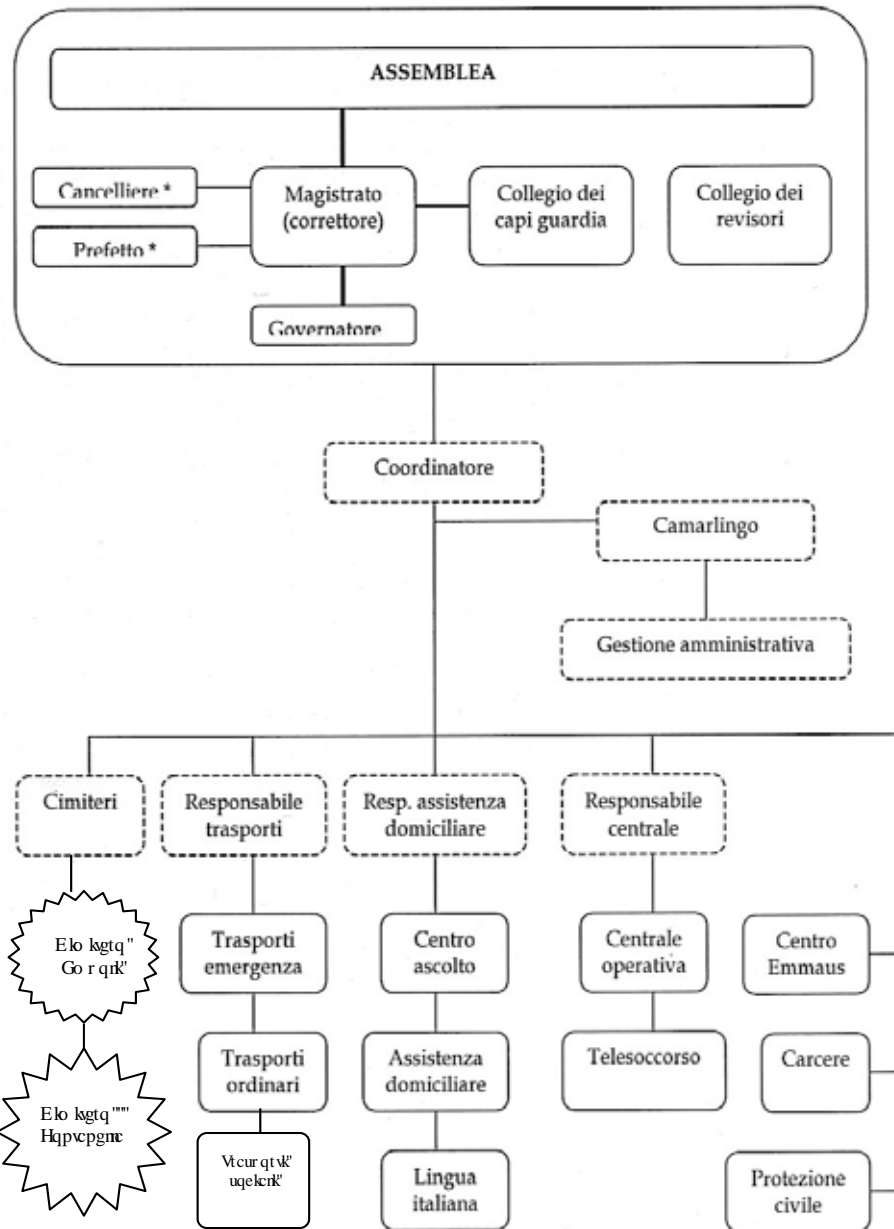 ASSEMBLEA
Cancelliere *
Prefetto *
Magistrato
(correttore)
Collegio dei
capi guardia
Collegio dei
revisori
Governatore
Coordinatore
Camarlingo
Gestione amministrativa
Cimiteri
Responsabile
trasporti
Resp. assistenza
domiciliare
Responsabile
centrale
Trasporti
emergenza
Centro
ascolto
Centrale
operativa
Centro
Emmaus
Trasporti
ordinari
Assistenza
domiciliare
Telesoccorso
Carcere
Lingua
italiana
Protezione
civile